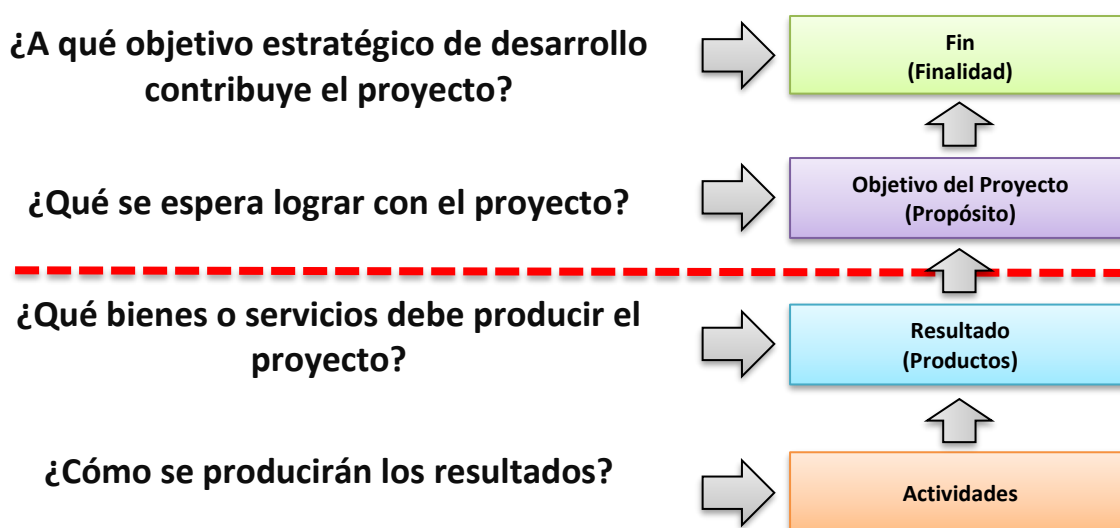 ¿A qué objetivo estratégico de desarrollo
contribuye el proyecto?
Fin
(Finalidad)
¿Qué se espera lograr con el proyecto?
Objetivo del Proyecto
(Propósito)
¿Qué bienes o servicios debe producir el
proyecto?
Resultado
(Productos)
¿Cómo se producirán los resultados?
Actividades